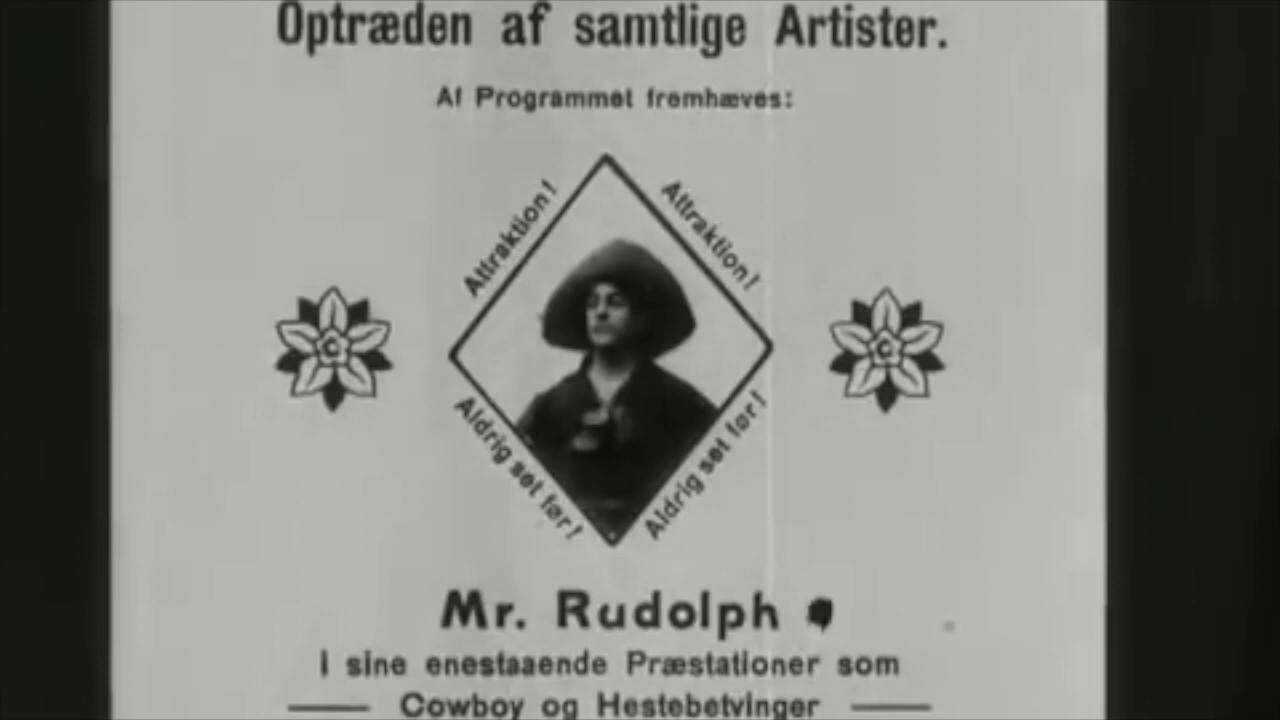 Optræden af samtlige Artister.
Af Programmet fremhæves:
Attraktion!
Attraktion!
Aldrig set før!
Aldrig set før!
Mr. Rudolph
i sine enestaaende Præstationer som
Cowboy og Hestebetvinger